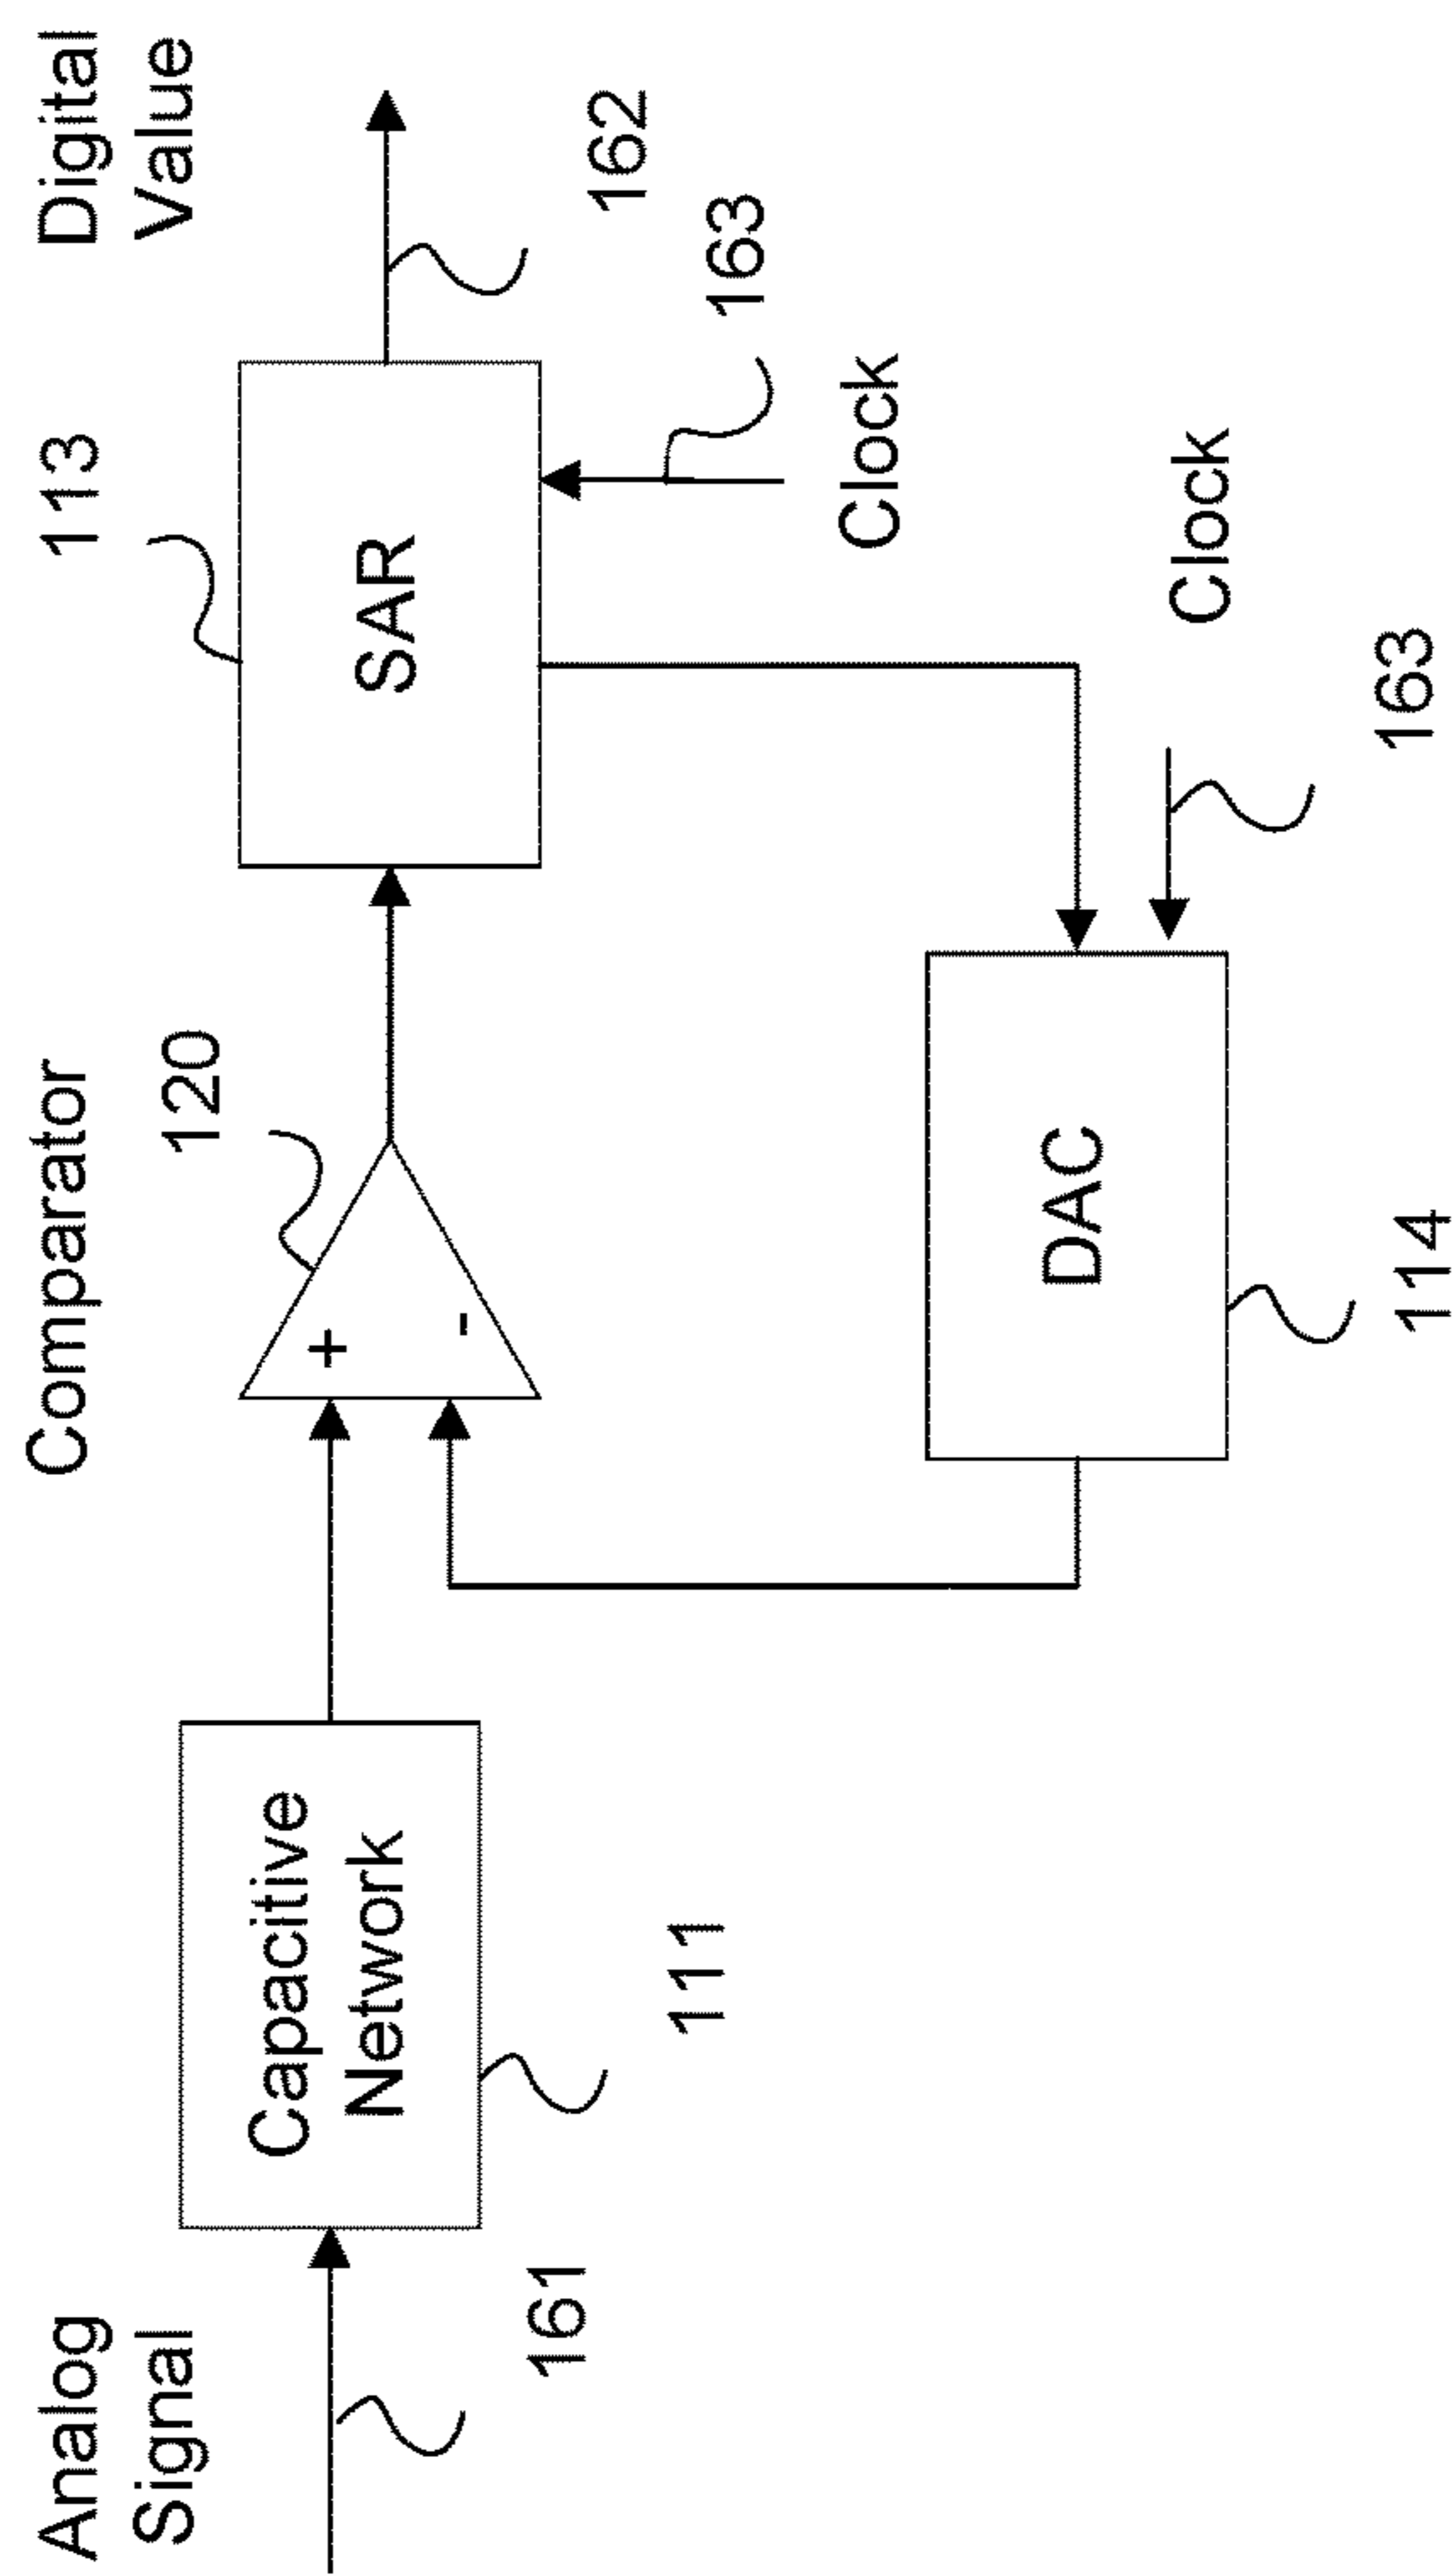 Analog
Signal
161
Capacitive
Network
111
Comparator
120
+
-
SAR
113
Digital
Value
162
163
Clock
Clock
163
DAC
114